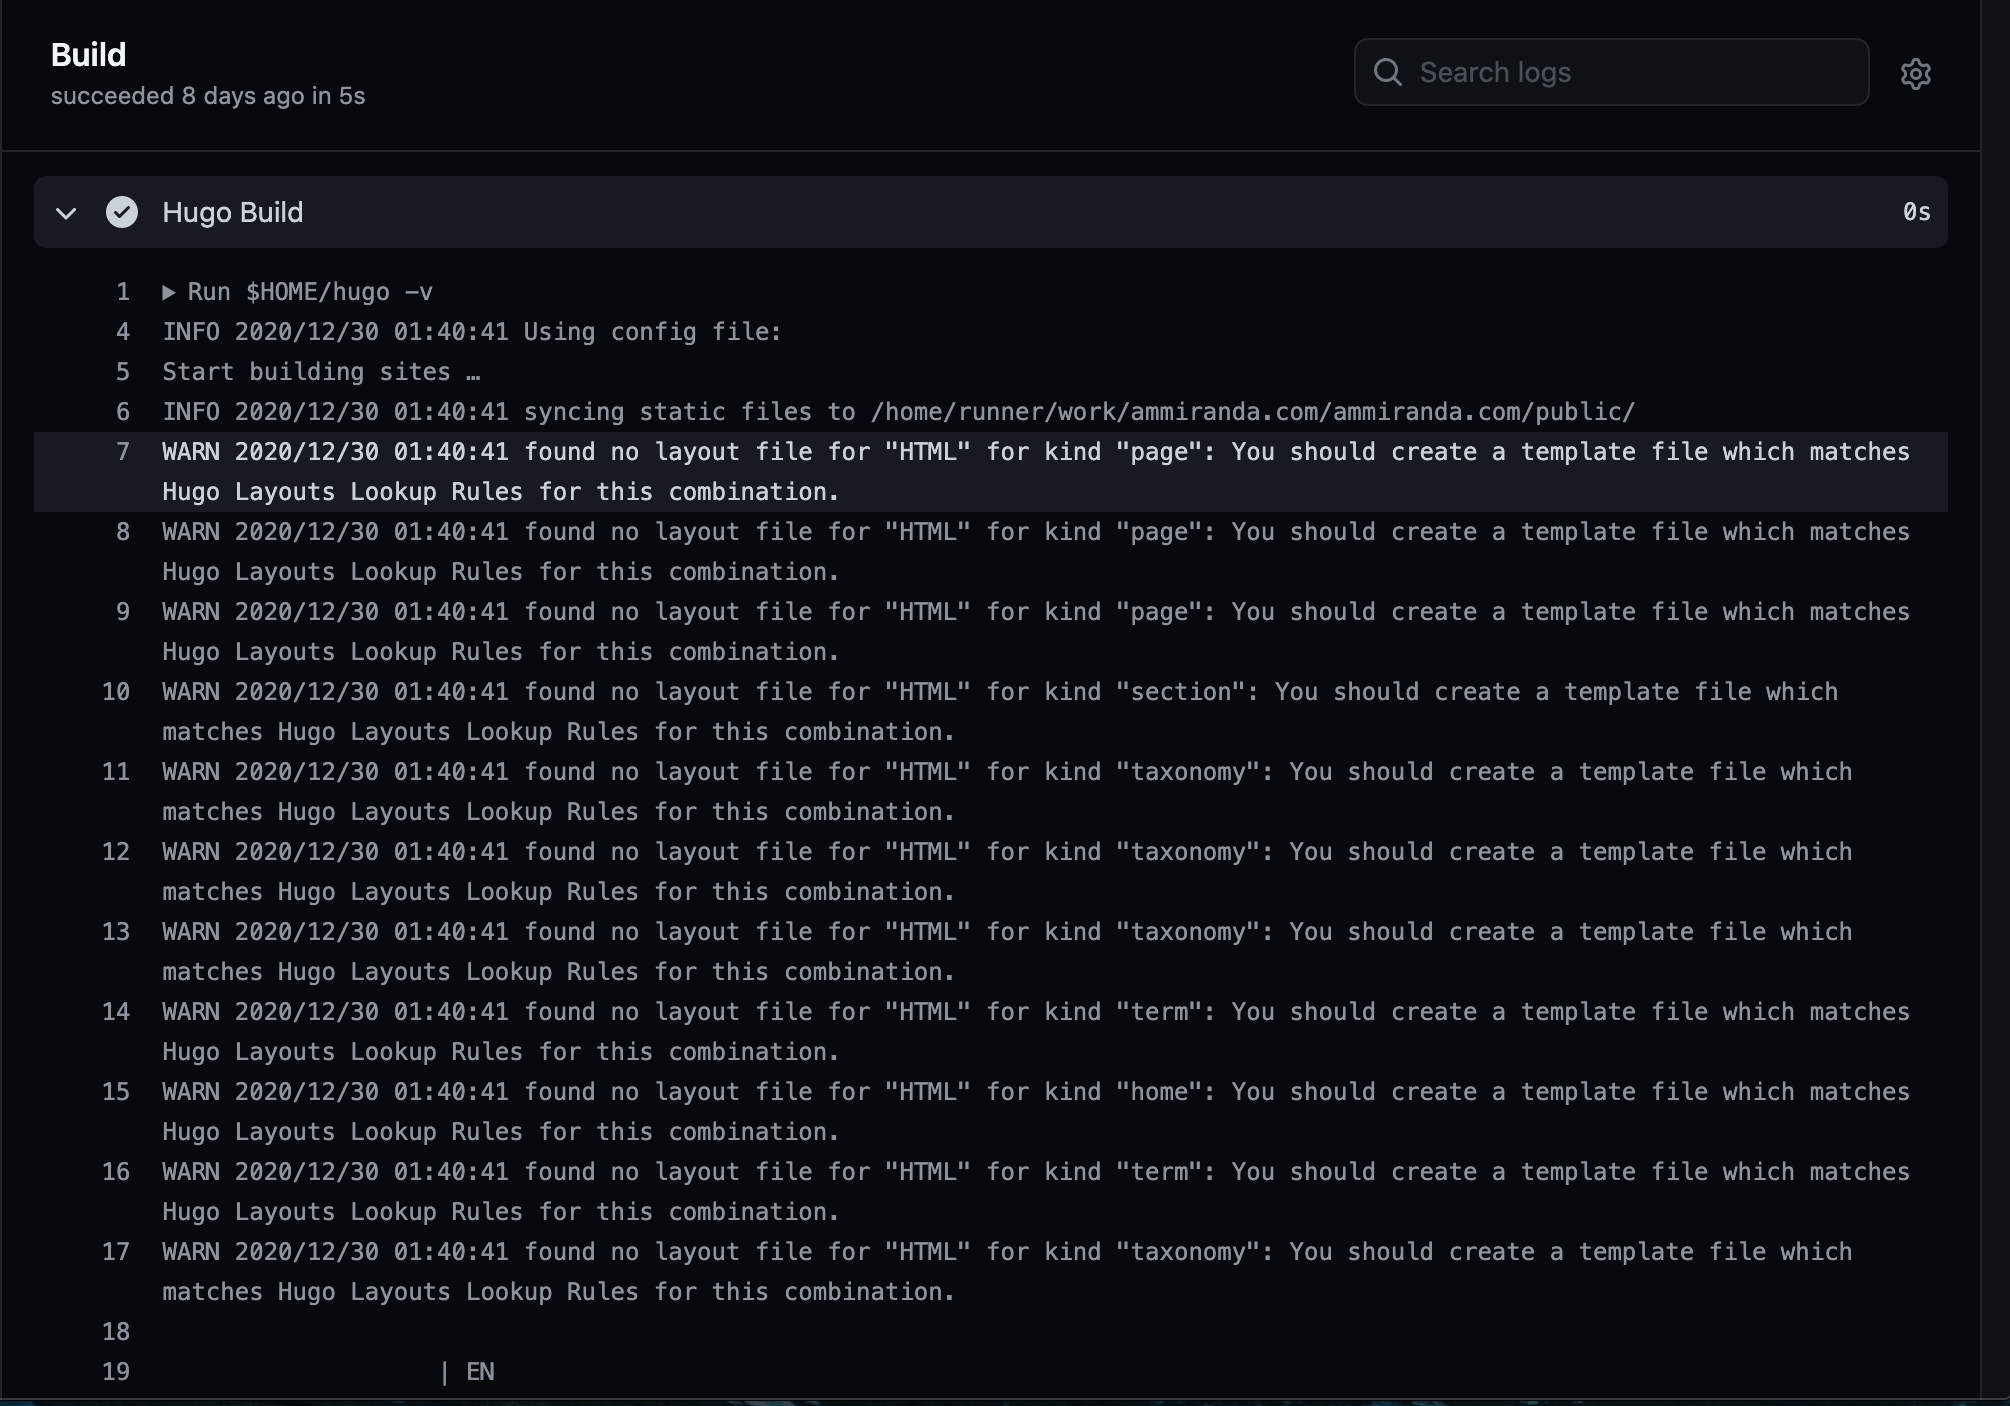 Build
succeeded 8 days ago in 5s
Search logs
Hugo Build
0s
1 Run $HOME/hugo -v
4 INFO 2020/12/30 01:40:41 Using config file:
5 Start building sites …
6 INFO 2020/12/30 01:40:41 syncing static files to /home/runner/work/ammiranda.com/ammiranda.com/public/
7 WARN 2020/12/30 01:40:41 found no layout file for "HTML" for kind "page": You should create a template file which matches
Hugo Layouts Lookup Rules for this combination.
8 WARN 2020/12/30 01:40:41 found no layout file for "HTML" for kind "page": You should create a template file which matches
Hugo Layouts Lookup Rules for this combination.
9 WARN 2020/12/30 01:40:41 found no layout file for "HTML" for kind "page": You should create a template file which matches
Hugo Layouts Lookup Rules for this combination.
10 WARN 2020/12/30 01:40:41 found no layout file for "HTML" for kind "section": You should create a template file which
matches Hugo Layouts Lookup Rules for this combination.
11 WARN 2020/12/30 01:40:41 found no layout file for "HTML" for kind "taxonomy": You should create a template file which
matches Hugo Layouts Lookup Rules for this combination.
12 WARN 2020/12/30 01:40:41 found no layout file for "HTML" for kind "taxonomy": You should create a template file which
matches Hugo Layouts Lookup Rules for this combination.
13 WARN 2020/12/30 01:40:41 found no layout file for "HTML" for kind "taxonomy": You should create a template file which
matches Hugo Layouts Lookup Rules for this combination.
14 WARN 2020/12/30 01:40:41 found no layout file for "HTML" for kind "term": You should create a template file which matches
Hugo Layouts Lookup Rules for this combination.
15 WARN 2020/12/30 01:40:41 found no layout file for "HTML" for kind "home": You should create a template file which matches
Hugo Layouts Lookup Rules for this combination.
16 WARN 2020/12/30 01:40:41 found no layout file for "HTML" for kind "term": You should create a template file which matches
Hugo Layouts Lookup Rules for this combination.
17 WARN 2020/12/30 01:40:41 found no layout file for "HTML" for kind "taxonomy": You should create a template file which
matches Hugo Layouts Lookup Rules for this combination.
18
19 | EN